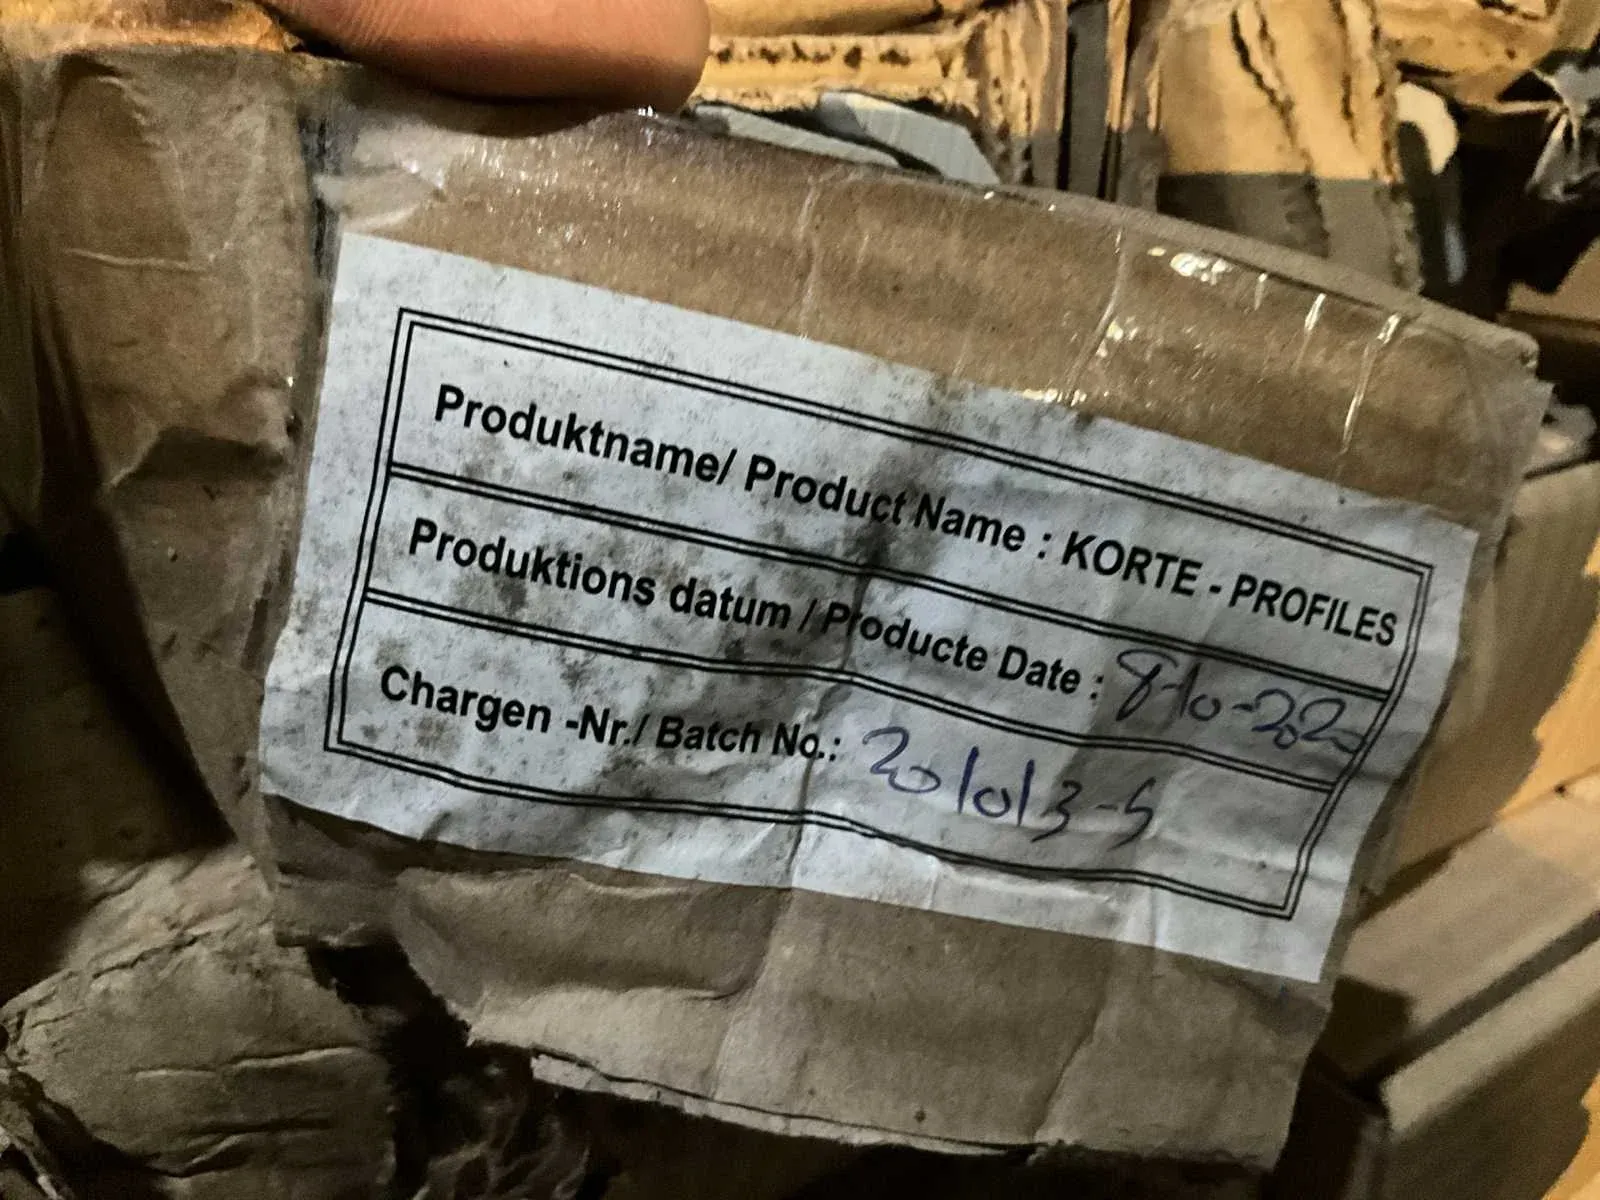 Produktname/ Product Name : KORTE - PROFILES
Produktions datum / Producte Date : 8-10-2020
Chargen -Nr./ Batch No.: 201013-5